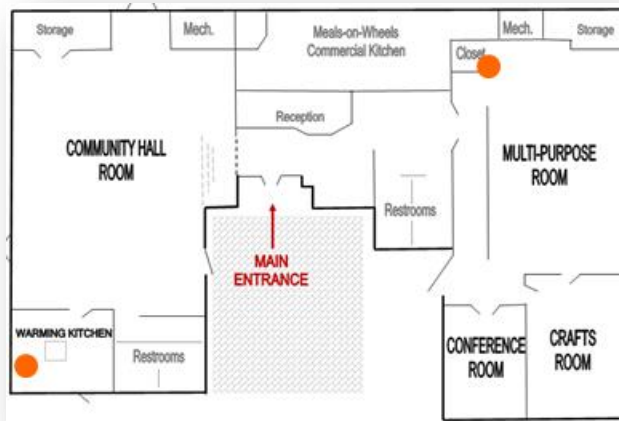 Storage
Mech.
Meals-on-Wheels
Commercial Kitchen
Mech.
Storage
Closet
Reception
COMMUNITY HALL
ROOM
MULTI-PURPOSE
ROOM
Restrooms
MAIN
ENTRANCE
WARMING KITCHEN
Restrooms
CONFERENCE
ROOM
CRAFTS
ROOM